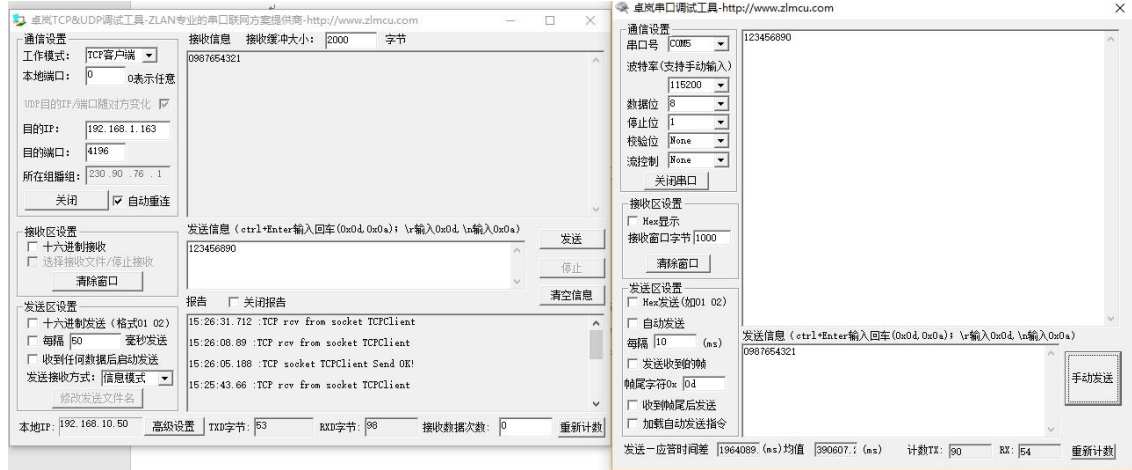 卓岚TCP&UDP调试工具-ZLAN专业的串口联网方案提供商-http://www.zlmcu.com
通信设置
工作模式: TCP客户端
本地端口: 0 0表示任意
UDP目的IP/端口随对方变化
目的IP: 192.168.1.163
目的端口: 4196
所在组播组: 230 .90 .76 . 1
关闭 自动重连
接收区设置
十六进制接收
选择接收文件/停止接收
清除窗口
发送区设置
十六进制发送(格式01 02)
每隔 50 毫秒发送
收到任何数据后启动发送
发送接收方式: 信息模式
修改发送文件名
接收信息 接收缓冲大小: 2000 字节
0987654321
发送信息(ctrl+Enter输入回车(0x0d,0x0a); \r输入0x0d,\n输入0x0a)
123456890
发送
停止
清空信息
报告 关闭报告
15:26:31.712 :TCP rcv from socket TCPClient
15:26:08.89 :TCP rcv from socket TCPClient
15:26:05.188 :TCP socket TCPClient Send OK!
15:25:43.66 :TCP rcv from socket TCPClient
本地IP: 192.168.10.50 高级设置 TXD字节: 53 RXD字节: 98 接收数据次数: 0 重新计数
卓岚串口调试工具-http://www.zlmcu.com
通信设置
串口号 COM5
波特率(支持手动输入)
115200
数据位 8
停止位 1
校验位 None
流控制 None
关闭串口
接收区设置
Hex显示
接收窗口字节 1000
清除窗口
发送区设置
Hex发送(如01 02)
自动发送
每隔 10 (ms)
发送收到的帧
帧尾字符0x 0d
收到帧尾后发送
加载自动发送指令
123456890
发送信息(ctrl+Enter输入回车(0x0d,0x0a); \r输入0x0d,\n输入0x0a)
0987654321
手动发送
发送一应答时间差 1964089. (ms)均值 390607.: (ms) 计数TX: 90 RX: 54 重新计数